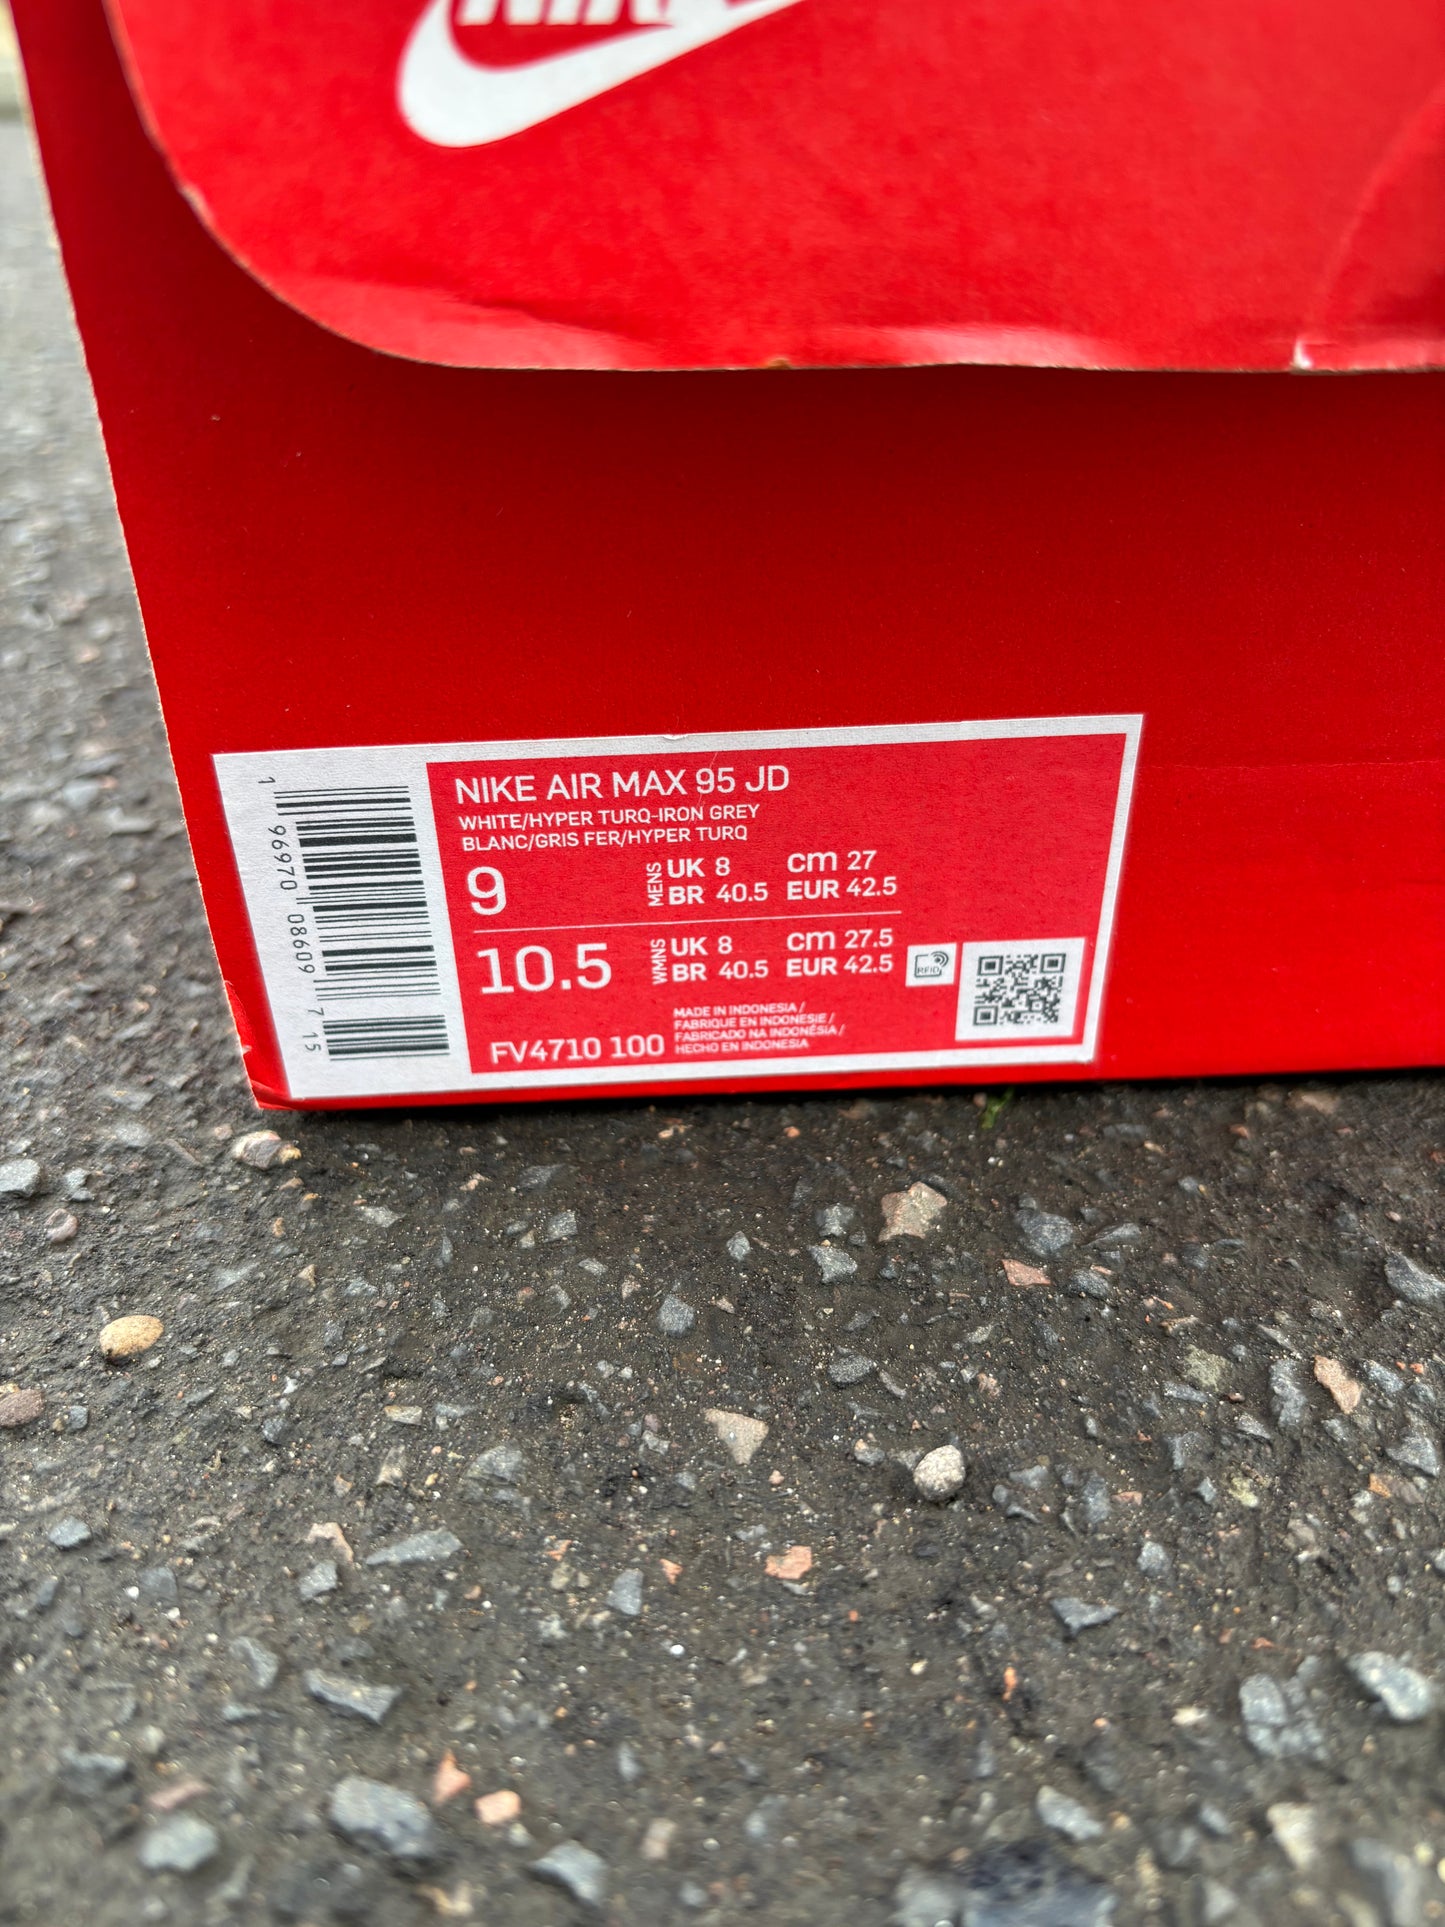 NIKE
NIKE AIR MAX 95 JD
WHITE/HYPER TURQ-IRON GREY
BLANC/GRIS FER/HYPER TURQ
9 MENS UK 8 cm 27
BR 40.5 EUR 42.5
10.5 WMNS UK 8 cm 27.5
BR 40.5 EUR 42.5
RFID
FV4710 100
MADE IN INDONESIA /
FABRIQUE EN INDONESIE /
FABRICADO NA INDONÉSIA /
HECHO EN INDONESIA
1 96970 08609 7 15